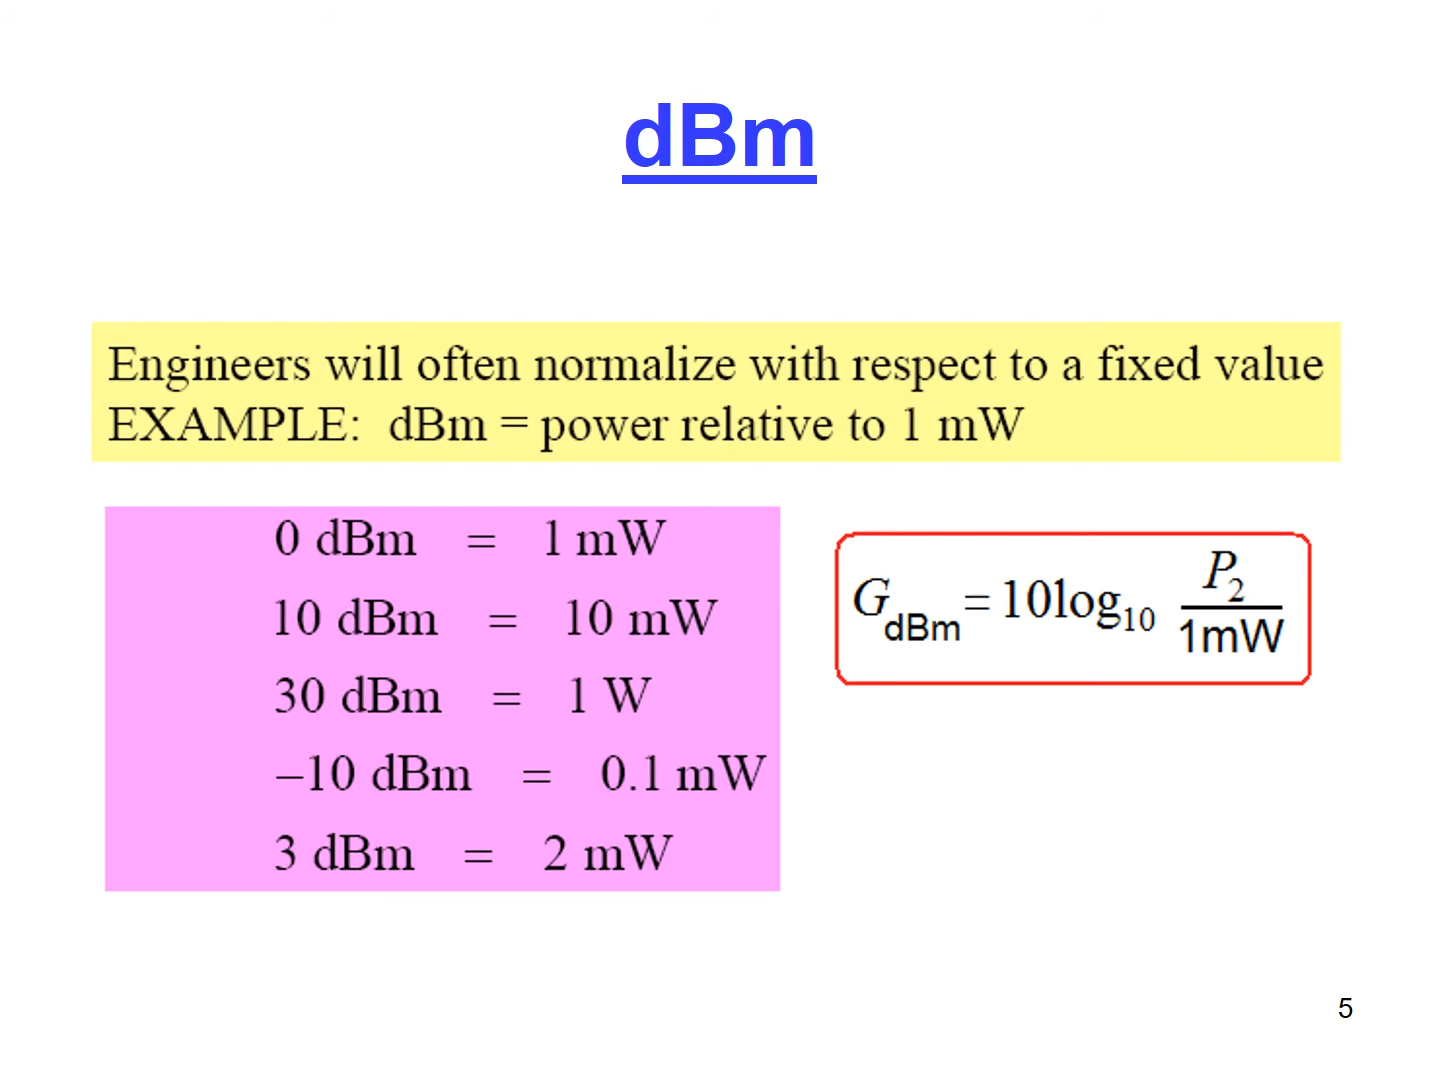 dBm
Engineers will often normalize with respect to a fixed value
EXAMPLE: dBm = power relative to 1 mW
0 dBm = 1 mW
10 dBm = 10 mW
30 dBm = 1 W
–10 dBm = 0.1 mW
3 dBm = 2 mW
G_dBm = 10log_10 P_2 / 1mW
5